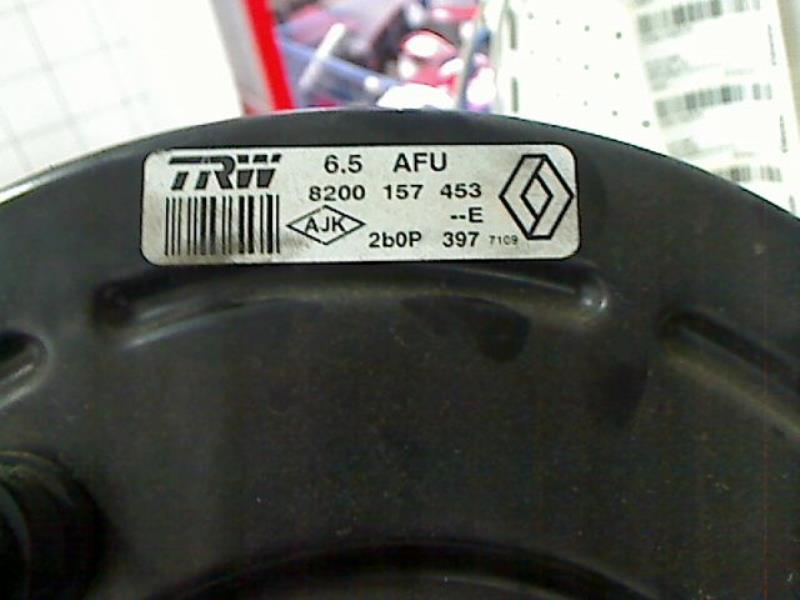 TRW 6.5 AFU
8200 157 453
AJK --E
2b0P 397 7109